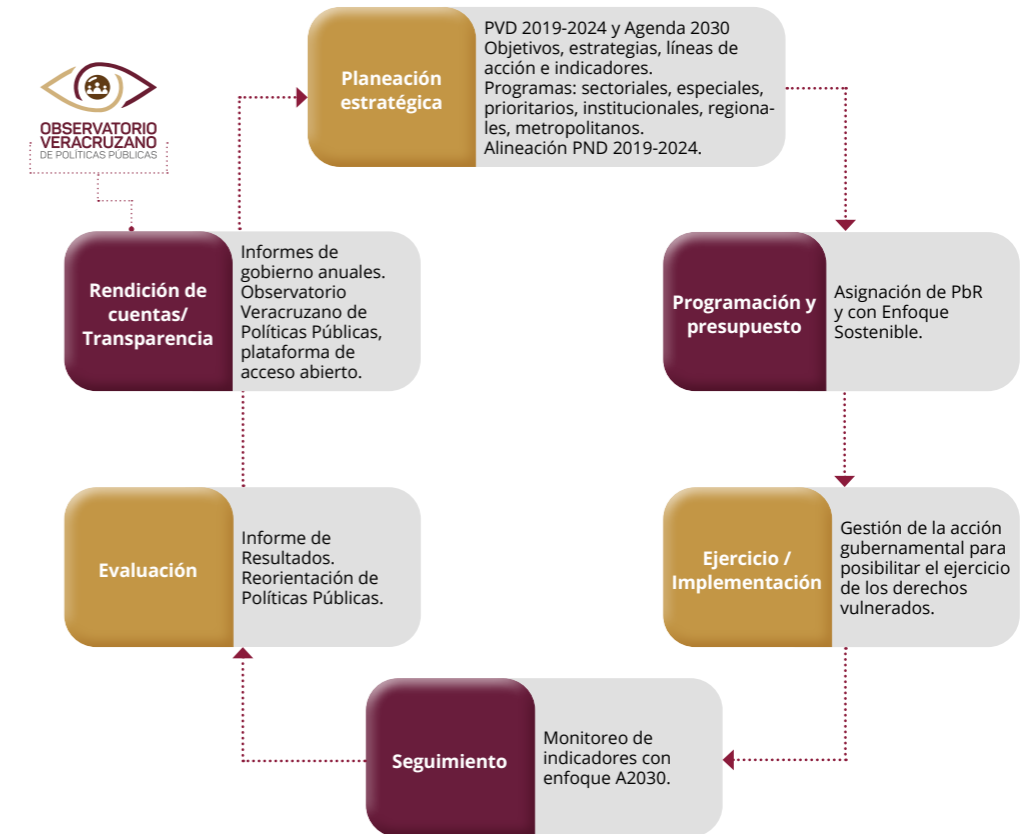 OBSERVATORIO
VERACRUZANO
DE POLÍTICAS PÚBLICAS
Planeación
estratégica
PVD 2019-2024 y Agenda 2030
Objetivos, estrategias, líneas de
acción e indicadores.
Programas: sectoriales, especiales,
prioritarios, institucionales, regiona-
les, metropolitanos.
Alineación PND 2019-2024.
Programación y
presupuesto
Asignación de PbR
y con Enfoque
Sostenible.
Ejercicio /
Implementación
Gestión de la acción
gubernamental para
posibilitar el ejercicio
de los derechos
vulnerados.
Seguimiento
Monitoreo de
indicadores con
enfoque A2030.
Evaluación
Informe de
Resultados.
Reorientación de
Políticas Públicas.
Rendición de
cuentas/
Transparencia
Informes de
gobierno anuales.
Observatorio
Veracruzano de
Políticas Públicas,
plataforma de
acceso abierto.